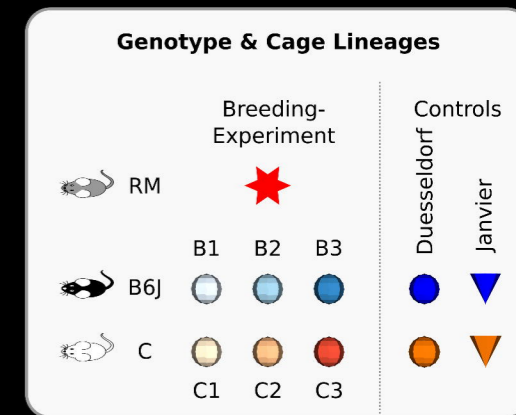 Genotype & Cage Lineages
Breeding-
Experiment
Controls
Duesseldorf
Janvier
RM
B1 B2 B3
B6J
C
C1 C2 C3